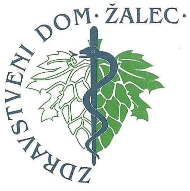 ZDRAVSTVENI DOM · ŽALEC ·